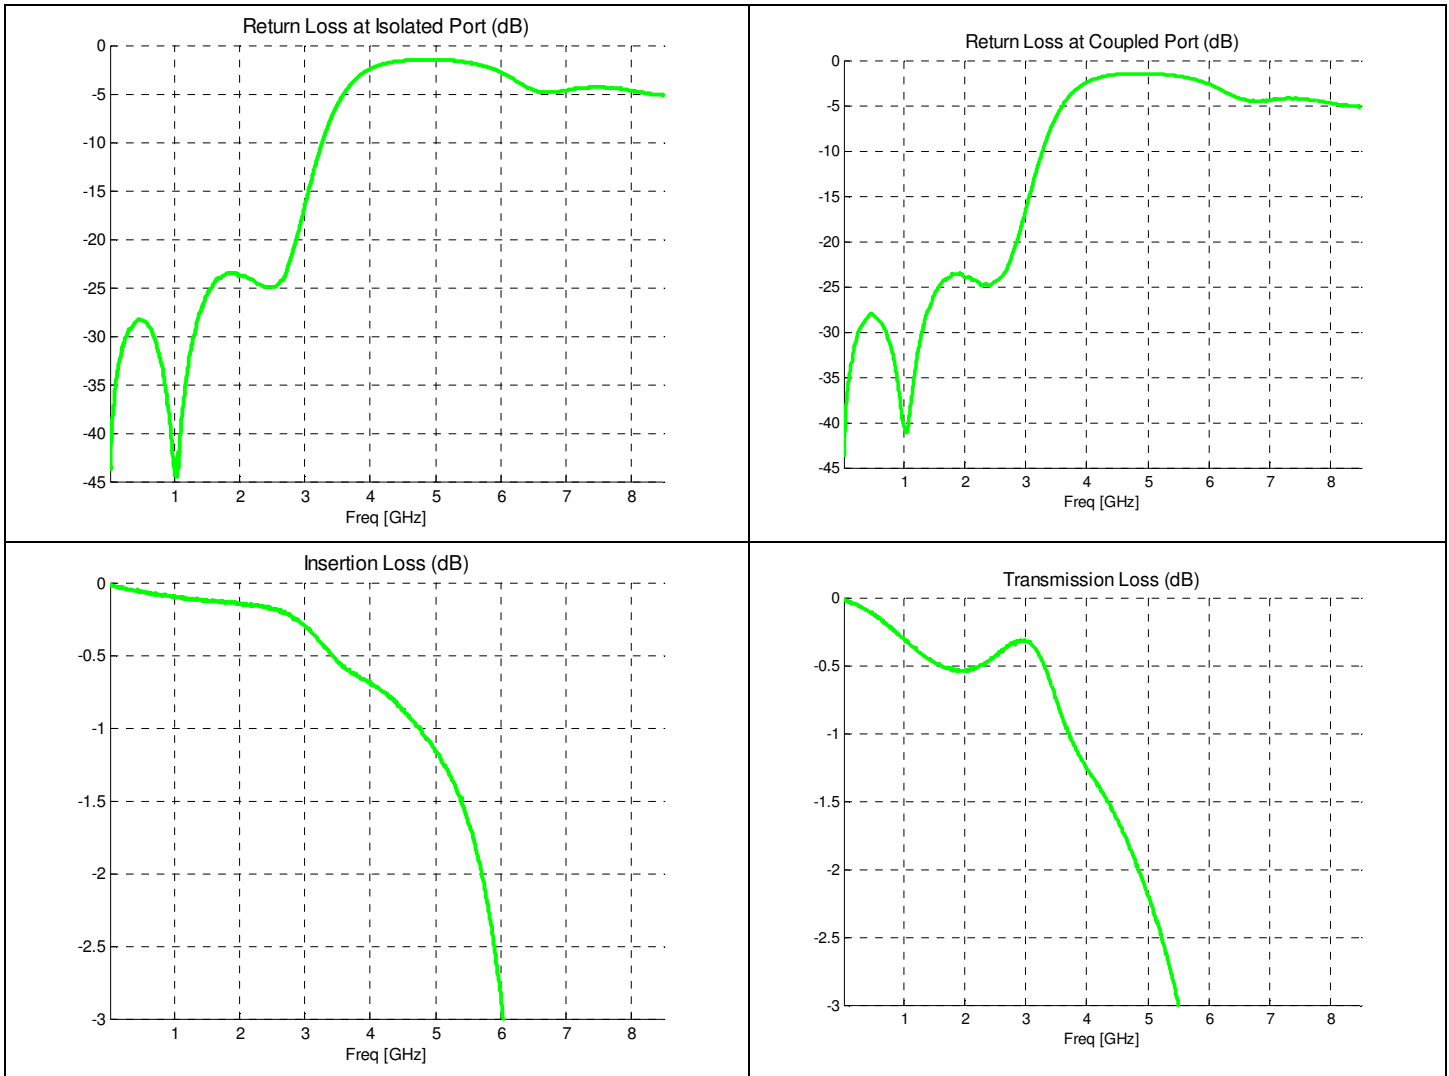 Return Loss at Isolated Port (dB)
0
-5
-10
-15
-20
-25
-30
-35
-40
-45
1 2 3 4 5 6 7 8
Freq [GHz]
Return Loss at Coupled Port (dB)
0
-5
-10
-15
-20
-25
-30
-35
-40
-45
1 2 3 4 5 6 7 8
Freq [GHz]
Insertion Loss (dB)
0
-0.5
-1
-1.5
-2
-2.5
-3
1 2 3 4 5 6 7 8
Freq [GHz]
Transmission Loss (dB)
0
-0.5
-1
-1.5
-2
-2.5
-3
1 2 3 4 5 6 7 8
Freq [GHz]